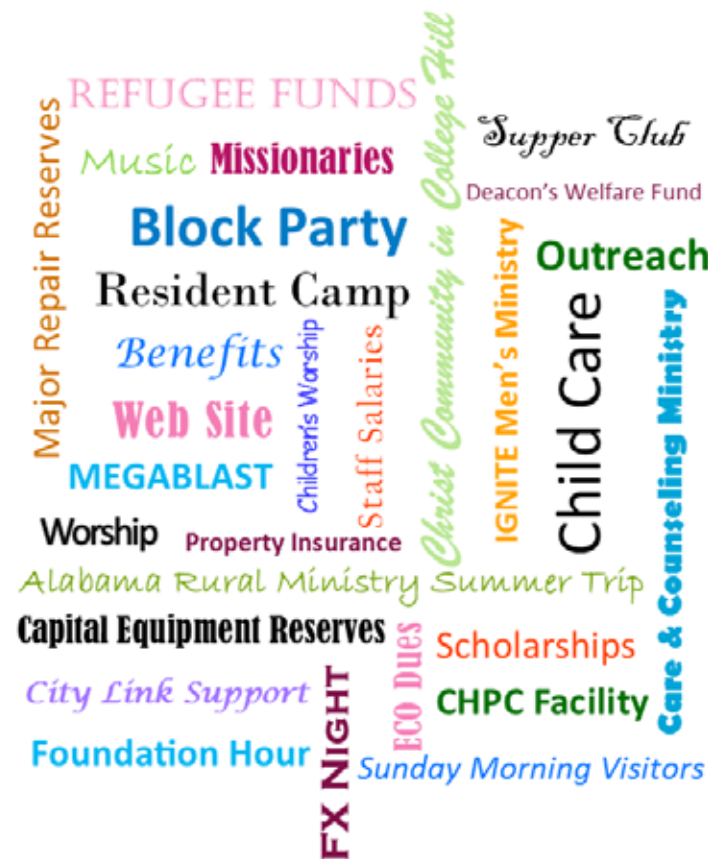 REFUGEE FUNDS
Christ Community in College Hill
Major Repair Reserves
Supper Club
Music
Missionaries
Deacon's Welfare Fund
Block Party
IGNITE Men's Ministry
Outreach
Resident Camp
Child Care
Care & Counseling Ministry
Benefits
Children's Worship
Staff Salaries
Web Site
MEGABLAST
Worship
Property Insurance
Alabama Rural Ministry Summer Trip
Capital Equipment Reserves
ECO Dues
Scholarships
City Link Support
FX NIGHT
CHPC Facility
Foundation Hour
Sunday Morning Visitors